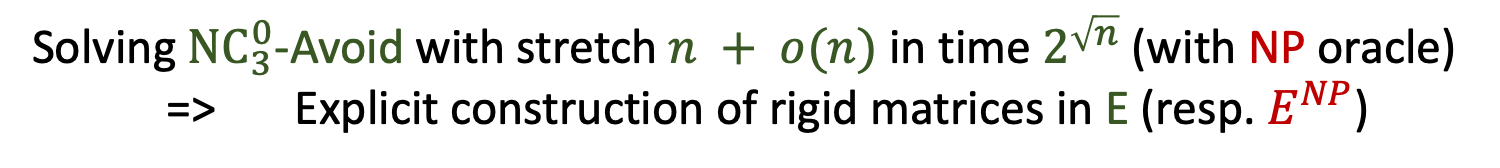 Solving NC⁰₃-Avoid with stretch n + o(n) in time 2^√n (with NP oracle)
=> Explicit construction of rigid matrices in E (resp. E^NP)